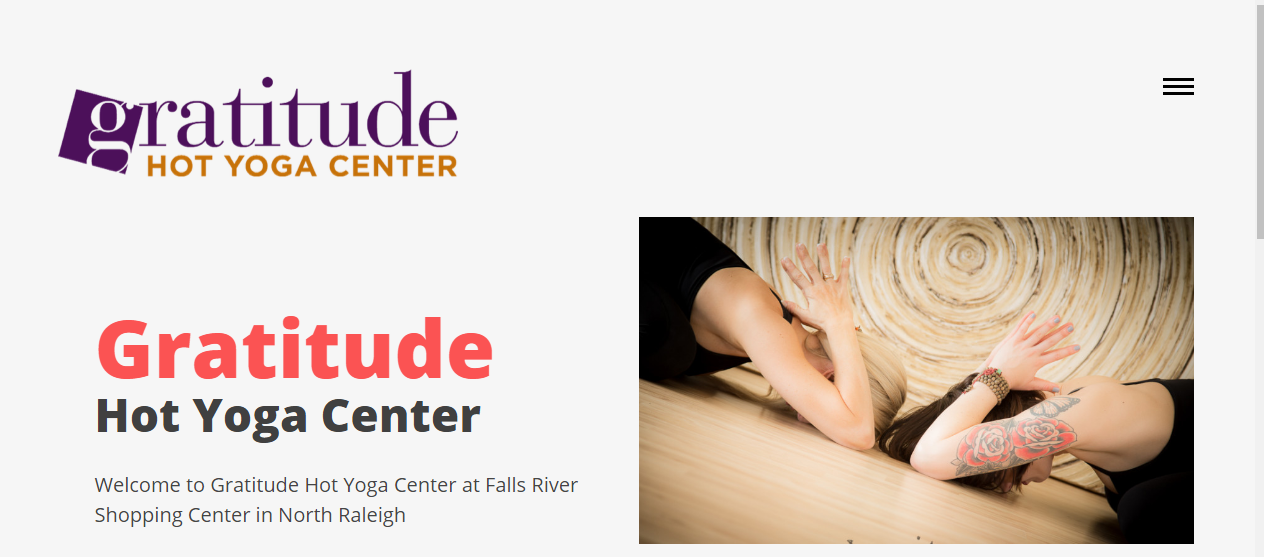 gratitude
HOT YOGA CENTER
Gratitude
Hot Yoga Center
Welcome to Gratitude Hot Yoga Center at Falls River
Shopping Center in North Raleigh